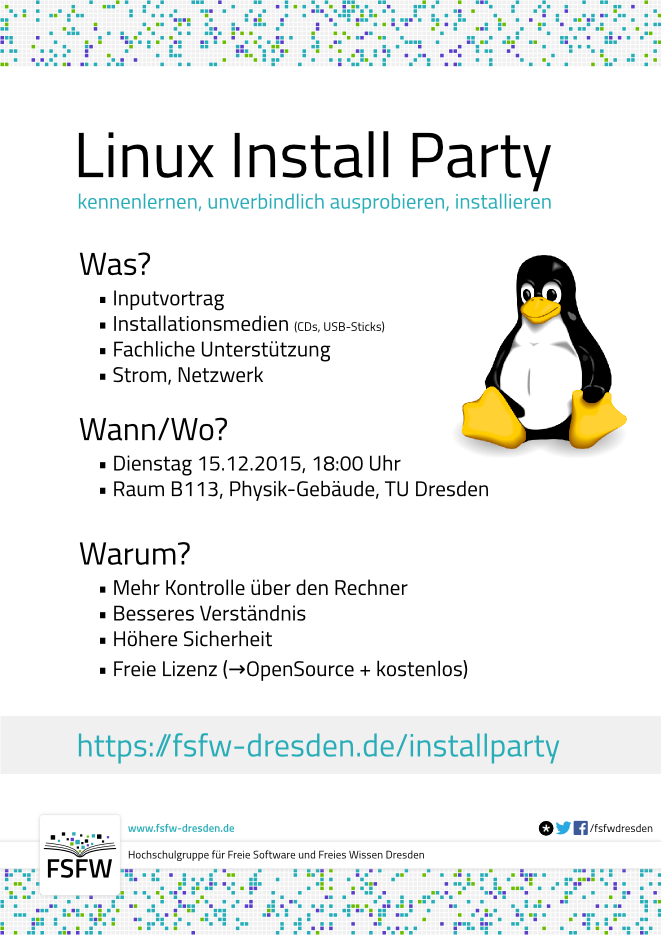 Linux Install Party
kennenlernen, unverbindlich ausprobieren, installieren
Was?
▪ Inputvortrag
▪ Installationsmedien (CDs, USB-Sticks)
▪ Fachliche Unterstützung
▪ Strom, Netzwerk
Wann/Wo?
▪ Dienstag 15.12.2015, 18:00 Uhr
▪ Raum B113, Physik-Gebäude, TU Dresden
Warum?
▪ Mehr Kontrolle über den Rechner
▪ Besseres Verständnis
▪ Höhere Sicherheit
▪ Freie Lizenz (→OpenSource + kostenlos)
https://fsfw-dresden.de/installparty
FSFW
www.fsfw-dresden.de
/fsfwdresden
Hochschulgruppe für Freie Software und Freies Wissen Dresden